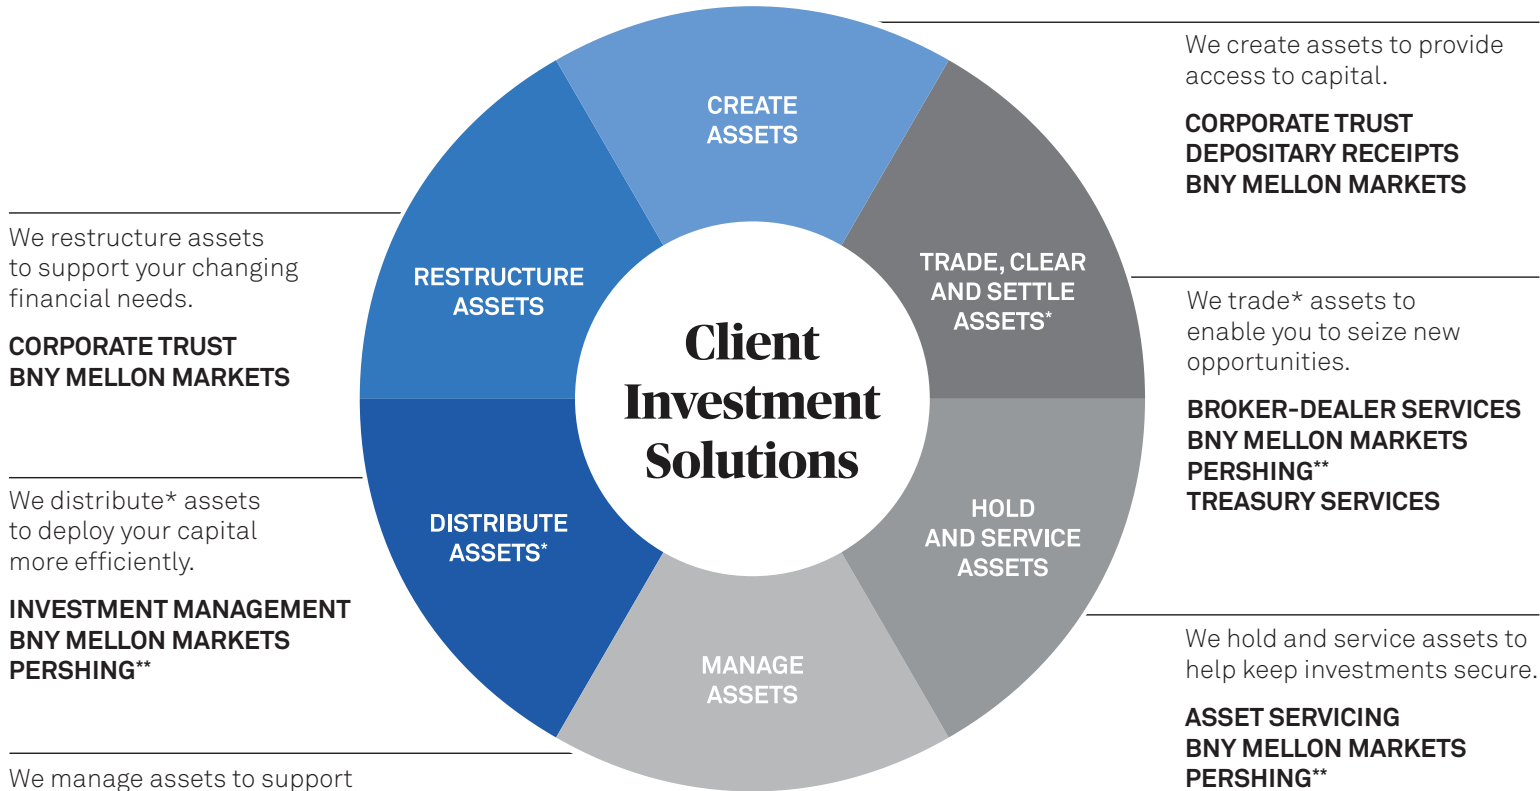 CREATE
ASSETS
We create assets to provide
access to capital.
CORPORATE TRUST
DEPOSITARY RECEIPTS
BNY MELLON MARKETS
TRADE, CLEAR
AND SETTLE
ASSETS*
We trade* assets to
enable you to seize new
opportunities.
BROKER-DEALER SERVICES
BNY MELLON MARKETS
PERSHING**
TREASURY SERVICES
HOLD
AND SERVICE
ASSETS
We hold and service assets to
help keep investments secure.
ASSET SERVICING
BNY MELLON MARKETS
PERSHING**
MANAGE
ASSETS
We manage assets to support
DISTRIBUTE
ASSETS*
We distribute* assets
to deploy your capital
more efficiently.
INVESTMENT MANAGEMENT
BNY MELLON MARKETS
PERSHING**
RESTRUCTURE
ASSETS
We restructure assets
to support your changing
financial needs.
CORPORATE TRUST
BNY MELLON MARKETS
Client
Investment
Solutions